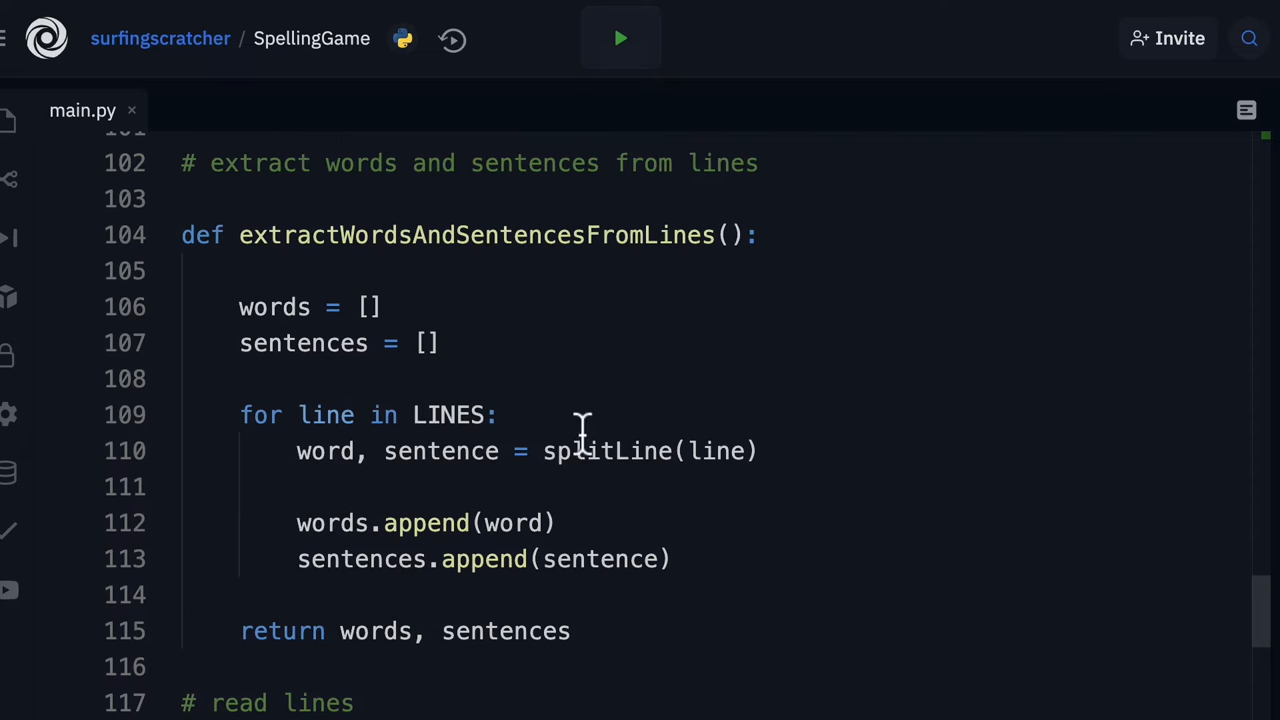 surfingscratcher / SpellingGame
Invite
main.py ×
101
102 # extract words and sentences from lines
103
104 def extractWordsAndSentencesFromLines():
105
106 words = []
107 sentences = []
108
109 for line in LINES:
110 word, sentence = splitLine(line)
111
112 words.append(word)
113 sentences.append(sentence)
114
115 return words, sentences
116
117 # read lines